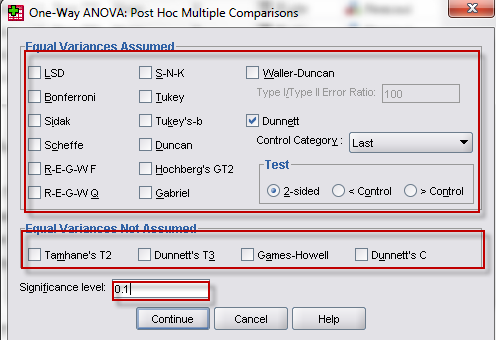 One-Way ANOVA: Post Hoc Multiple Comparisons
Equal Variances Assumed
LSD S-N-K Waller-Duncan
Bonferroni Tukey Type I/Type II Error Ratio: 100
Sidak Tukey's-b Dunnett
Scheffe Duncan Control Category: Last
R-E-G-W F Hochberg's GT2 Test
R-E-G-W Q Gabriel 2-sided < Control > Control
Equal Variances Not Assumed
Tamhane's T2 Dunnett's T3 Games-Howell Dunnett's C
Significance level: 0.1
Continue Cancel Help